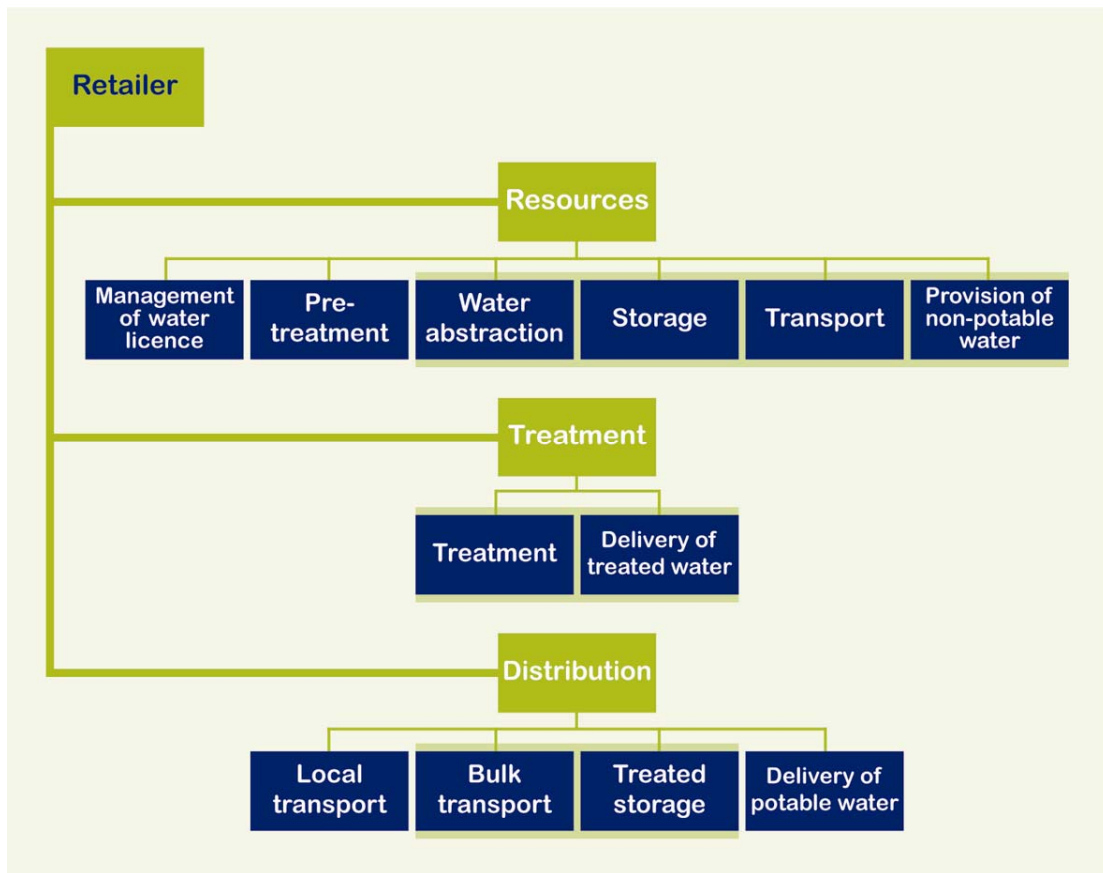 Retailer
Resources
Management
of water
licence
Pre-
treatment
Water
abstraction
Storage
Transport
Provision of
non-potable
water
Treatment
Treatment
Delivery of
treated water
Distribution
Local
transport
Bulk
transport
Treated
storage
Delivery of
potable water